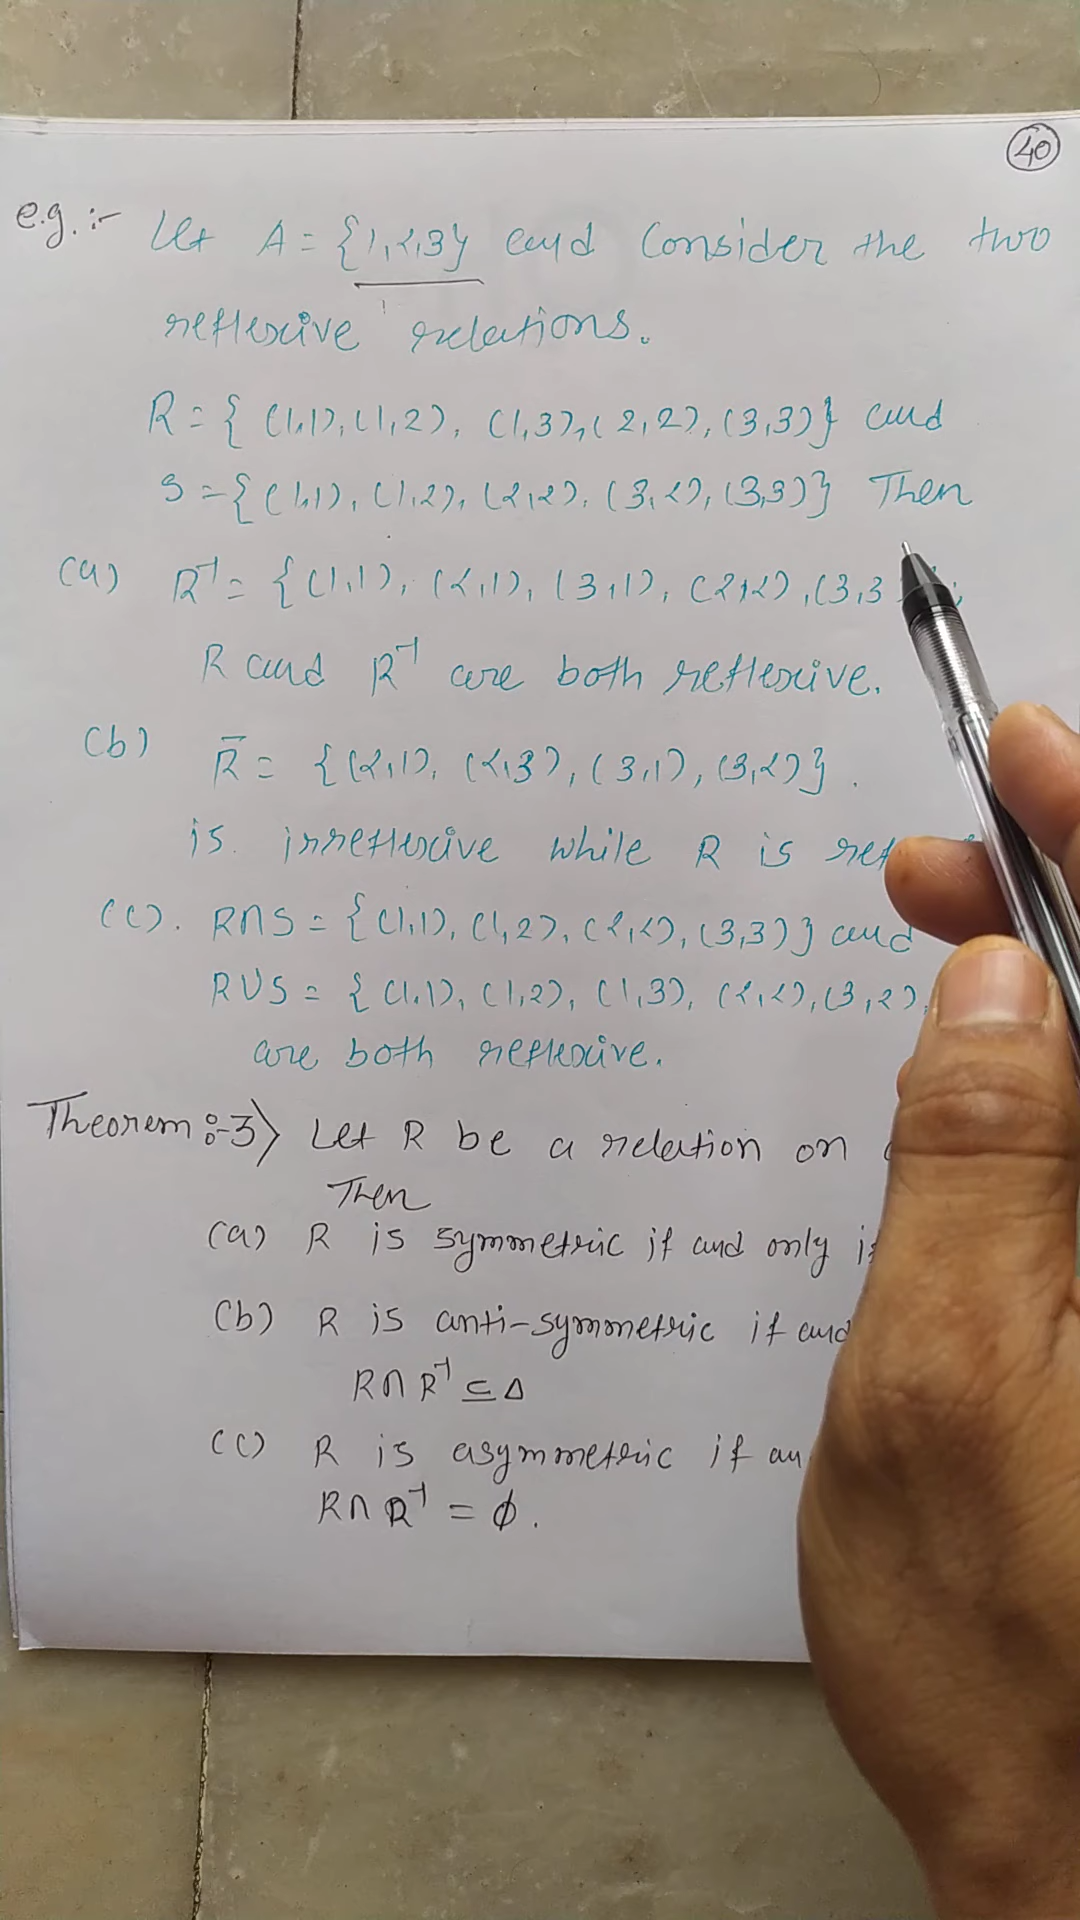 40
e.g. :- Let A = {1,2,3} and Consider the two
reflexive relations.
R = { (1,1), (1,2), (1,3), (2,2), (3,3)} and
S = { (1,1), (1,2), (2,2), (3,2), (3,3)} Then
(a) R⁻¹ = { (1,1), (2,1), (3,1), (2,2), (3,3
R and R⁻¹ are both reflexive.
(b) R̄ = { (2,1), (2,3), (3,1), (3,2)}.
is irreflexive while R is ref
(c). R∩S = { (1,1), (1,2), (2,2), (3,3)} and
R∪S = { (1,1), (1,2), (1,3), (2,2), (3,2),
are both reflexive.
Theorem :-3) Let R be a relation on
Then
(a) R is symmetric if and only if
(b) R is anti-symmetric if and
R∩R⁻¹ ⊆ Δ
(c) R is asymmetric if an
R∩R⁻¹ = ϕ.